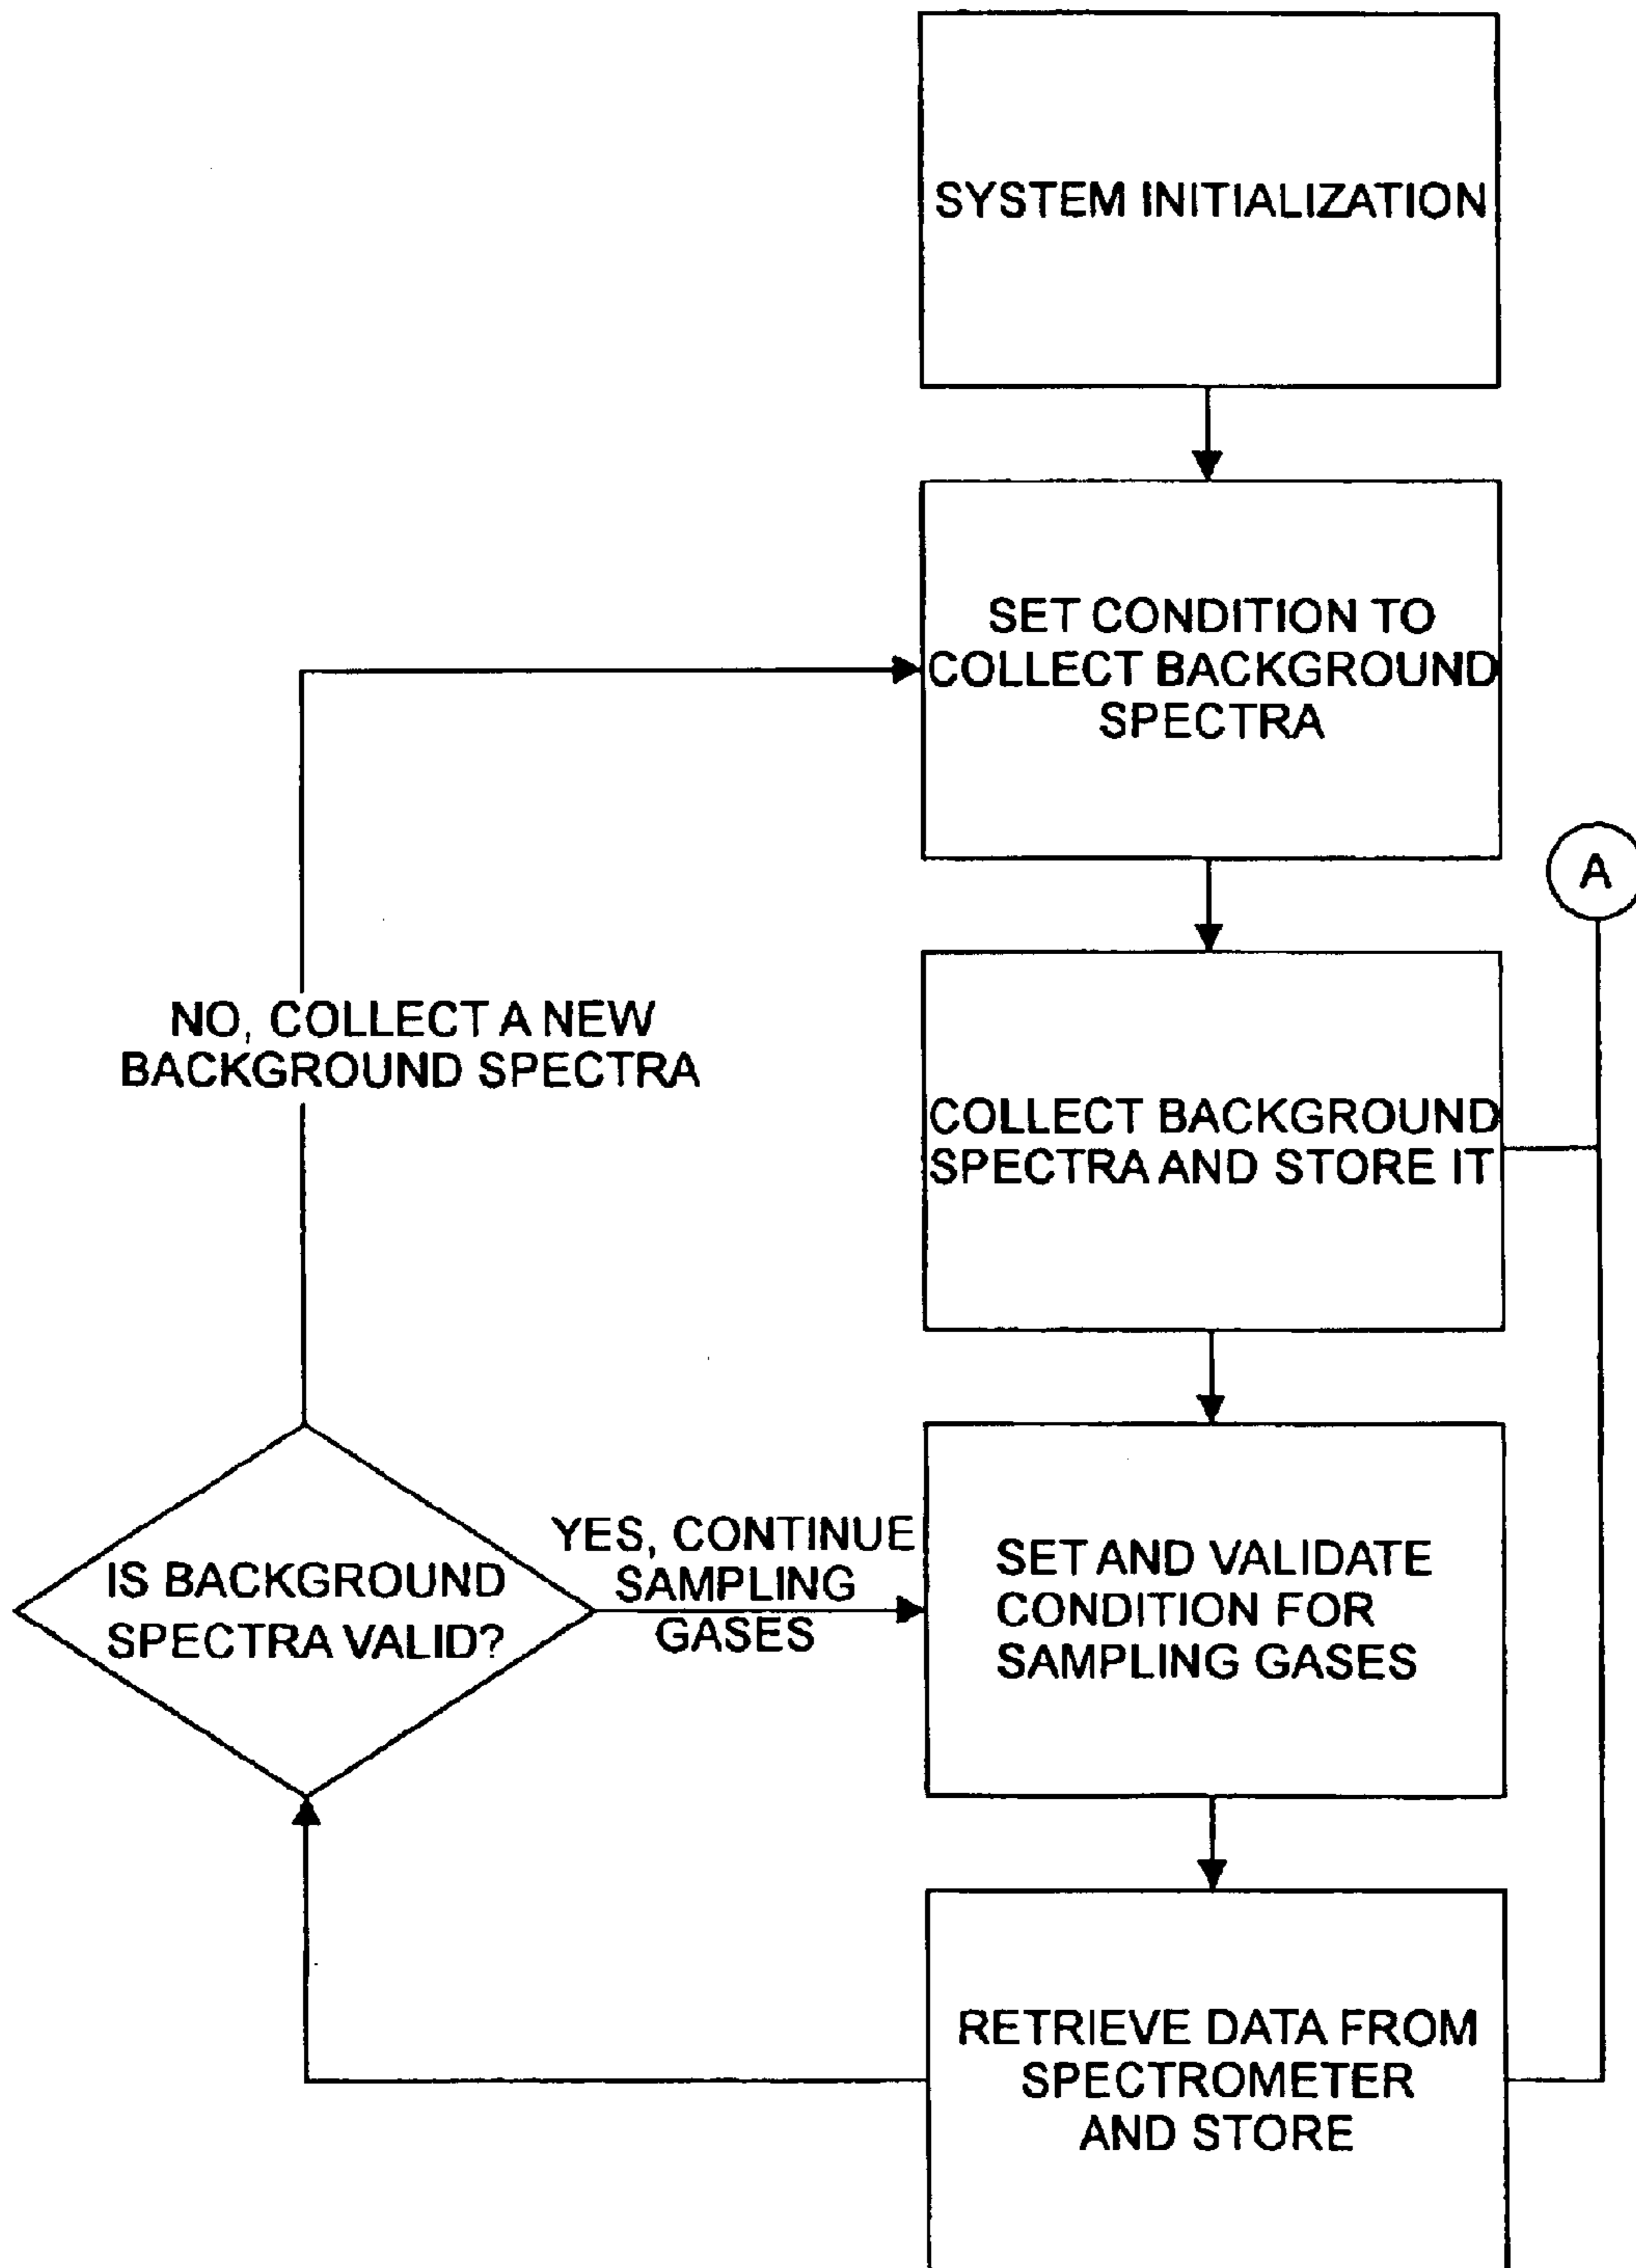 SYSTEM INITIALIZATION
SET CONDITION TO
COLLECT BACKGROUND
SPECTRA
A
NO, COLLECT A NEW
BACKGROUND SPECTRA
COLLECT BACKGROUND
SPECTRA AND STORE IT
IS BACKGROUND
SPECTRA VALID?
YES, CONTINUE
SAMPLING
GASES
SET AND VALIDATE
CONDITION FOR
SAMPLING GASES
RETRIEVE DATA FROM
SPECTROMETER
AND STORE